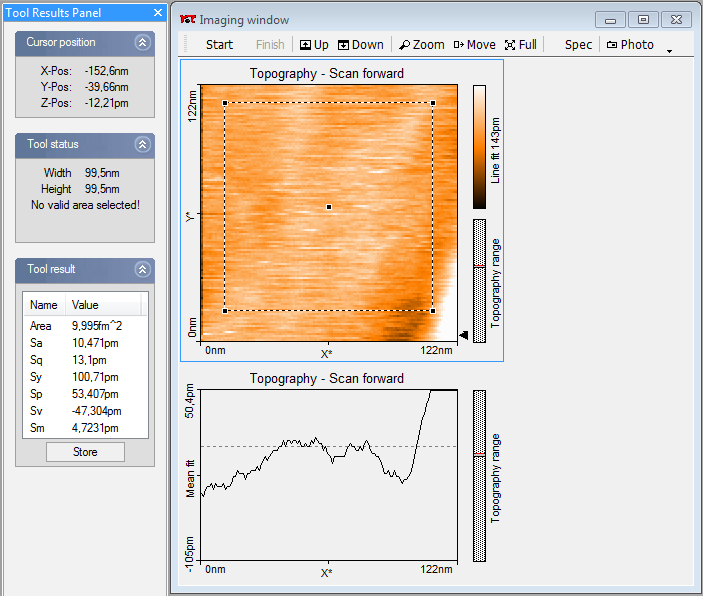 Tool Results Panel
Cursor position
X-Pos: -152,6nm
Y-Pos: -39,66nm
Z-Pos: -12,21pm
Tool status
Width 99,5nm
Height 99,5nm
No valid area selected!
Tool result
Name Value
Area 9,995fm^2
Sa 10,471pm
Sq 13,1pm
Sy 100,71pm
Sp 53,407pm
Sv -47,304pm
Sm 4,7231pm
Store
Imaging window
Start Finish Up Down Zoom Move Full Spec Photo
Topography - Scan forward
122nm
Y*
0nm
0nm X* 122nm
Line fit 143pm
Topography range
Topography - Scan forward
50,4pm
Mean fit
-105pm
0nm X* 122nm
Topography range